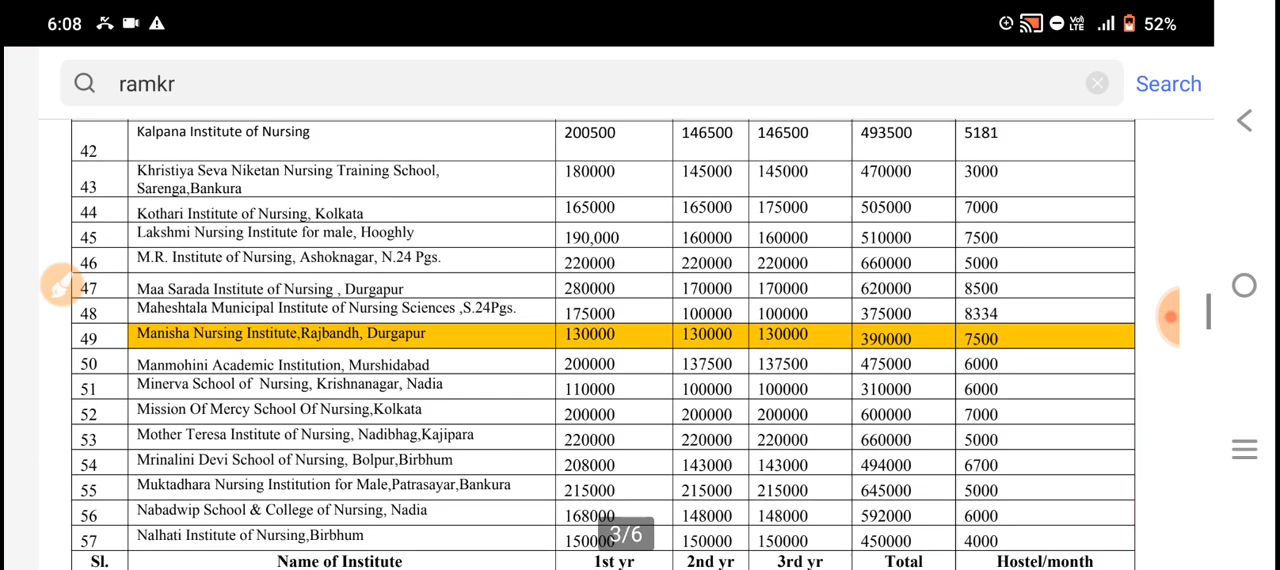 6:08 52%
ramkr Search
42 Kalpana Institute of Nursing 200500 146500 146500 493500 5181
43 Khristiya Seva Niketan Nursing Training School, Sarenga,Bankura 180000 145000 145000 470000 3000
44 Kothari Institute of Nursing, Kolkata 165000 165000 175000 505000 7000
45 Lakshmi Nursing Institute for male, Hooghly 190,000 160000 160000 510000 7500
46 M.R. Institute of Nursing, Ashoknagar, N.24 Pgs. 220000 220000 220000 660000 5000
47 Maa Sarada Institute of Nursing , Durgapur 280000 170000 170000 620000 8500
48 Maheshtala Municipal Institute of Nursing Sciences ,S.24Pgs. 175000 100000 100000 375000 8334
49 Manisha Nursing Institute,Rajbandh, Durgapur 130000 130000 130000 390000 7500
50 Manmohini Academic Institution, Murshidabad 200000 137500 137500 475000 6000
51 Minerva School of Nursing, Krishnanagar, Nadia 110000 100000 100000 310000 6000
52 Mission Of Mercy School Of Nursing,Kolkata 200000 200000 200000 600000 7000
53 Mother Teresa Institute of Nursing, Nadibhag,Kajipara 220000 220000 220000 660000 5000
54 Mrinalini Devi School of Nursing, Bolpur,Birbhum 208000 143000 143000 494000 6700
55 Muktadhara Nursing Institution for Male,Patrasayar,Bankura 215000 215000 215000 645000 5000
56 Nabadwip School & College of Nursing, Nadia 168000 148000 148000 592000 6000
57 Nalhati Institute of Nursing,Birbhum 150000 150000 150000 450000 4000
3/6
Sl. Name of Institute 1st yr 2nd yr 3rd yr Total Hostel/month